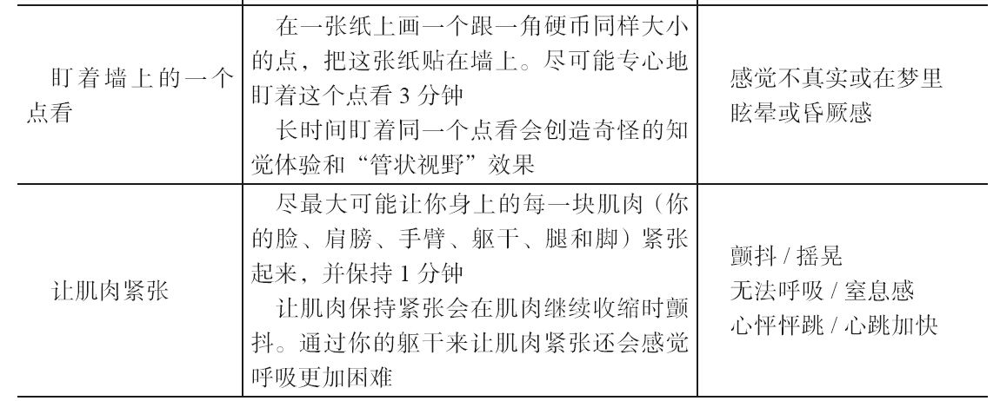 盯着墙上的一个
点看
在一张纸上画一个跟一角硬币同样大小
的点，把这张纸贴在墙上。尽可能专心地
盯着这个点看 3 分钟
长时间盯着同一个点看会创造奇怪的知
觉体验和“管状视野”效果
感觉不真实或在梦里
眩晕或昏厥感
让肌肉紧张
尽最大可能让你身上的每一块肌肉（你
的脸、肩膀、手臂、躯干、腿和脚）紧张
起来，并保持 1 分钟
让肌肉保持紧张会在肌肉继续收缩时颤
抖。通过你的躯干来让肌肉紧张还会感觉
呼吸更加困难
颤抖 / 摇晃
无法呼吸 / 窒息感
心怦怦跳 / 心跳加快